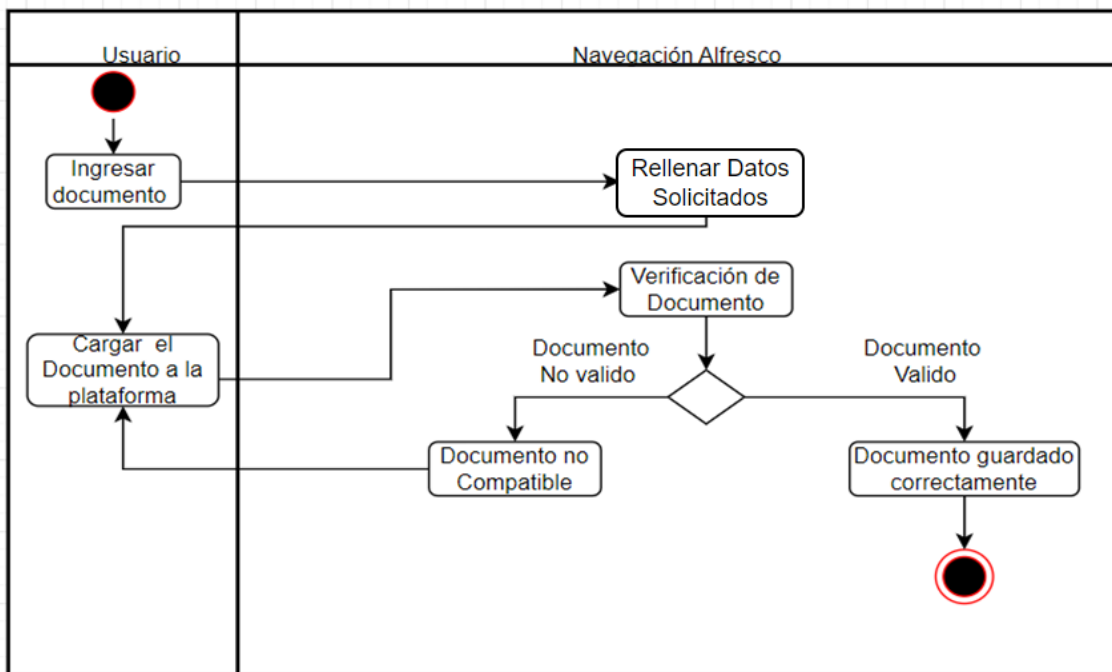 Usuario
Navegación Alfresco
Ingresar
documento
Rellenar Datos
Solicitados
Verificación de
Documento
Cargar el
Documento a la
plataforma
Documento
No valido
Documento
Valido
Documento no
Compatible
Documento guardado
correctamente